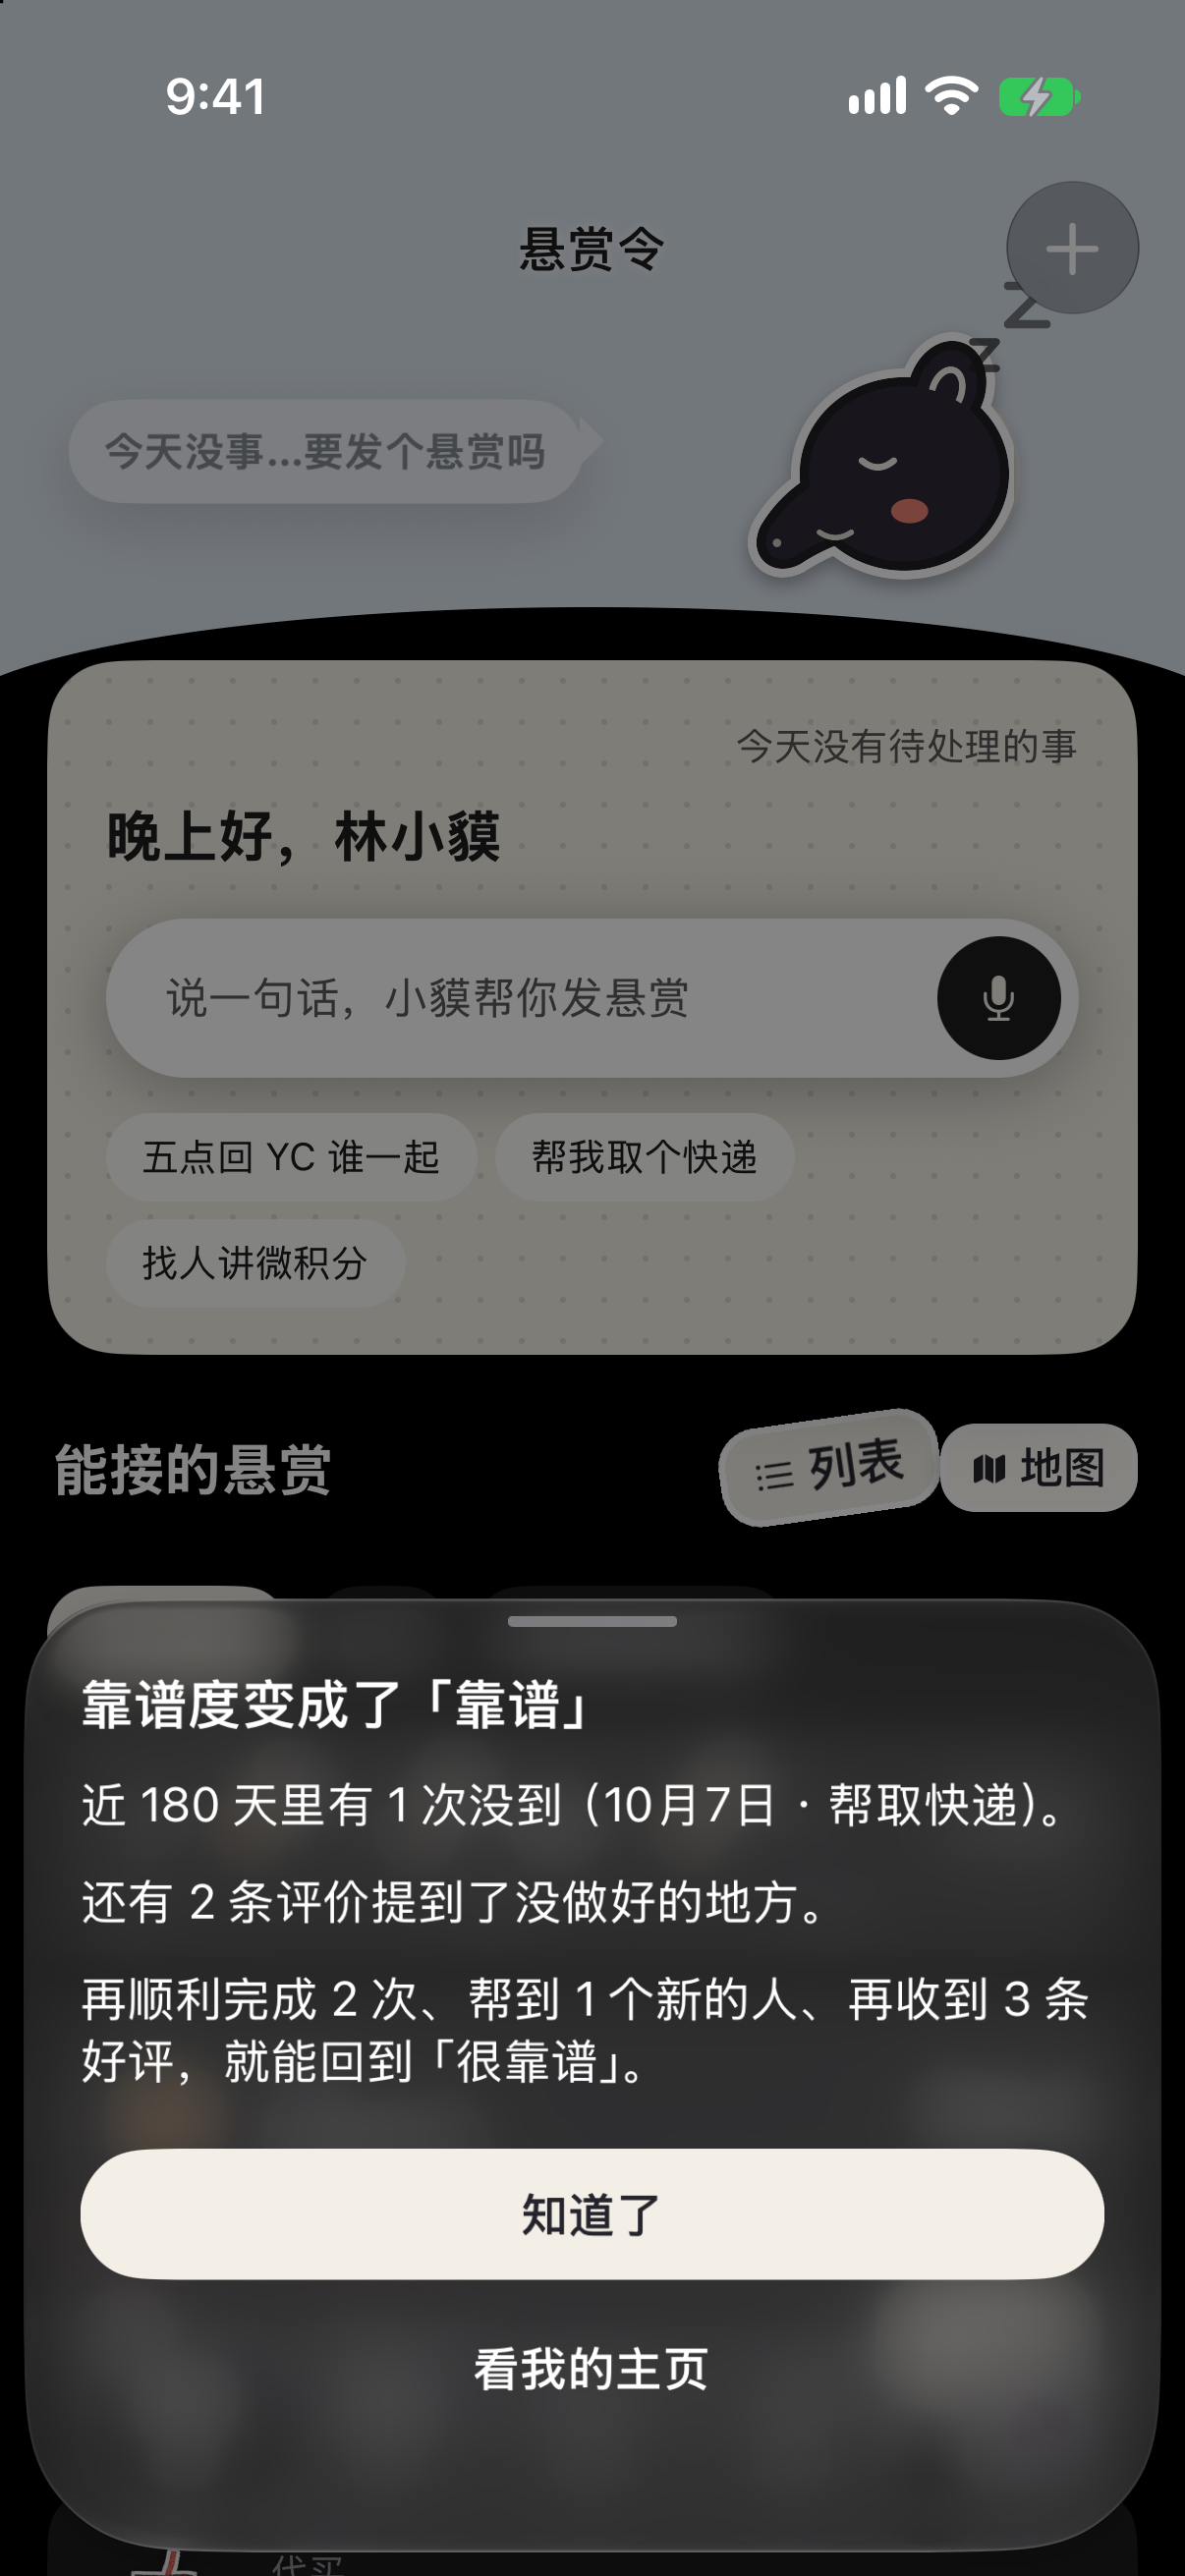 9:41
悬赏令
z
z
今天没事...要发个悬赏吗
今天没有待处理的事
晚上好，林小貘
说一句话，小貘帮你发悬赏
五点回 YC 谁一起
帮我取个快递
找人讲微积分
能接的悬赏
列表
地图
靠谱度变成了「靠谱」
近 180 天里有 1 次没到（10月7日 · 帮取快递）。
还有 2 条评价提到了没做好的地方。
再顺利完成 2 次、帮到 1 个新的人、再收到 3 条
好评，就能回到「很靠谱」。
知道了
看我的主页
代买